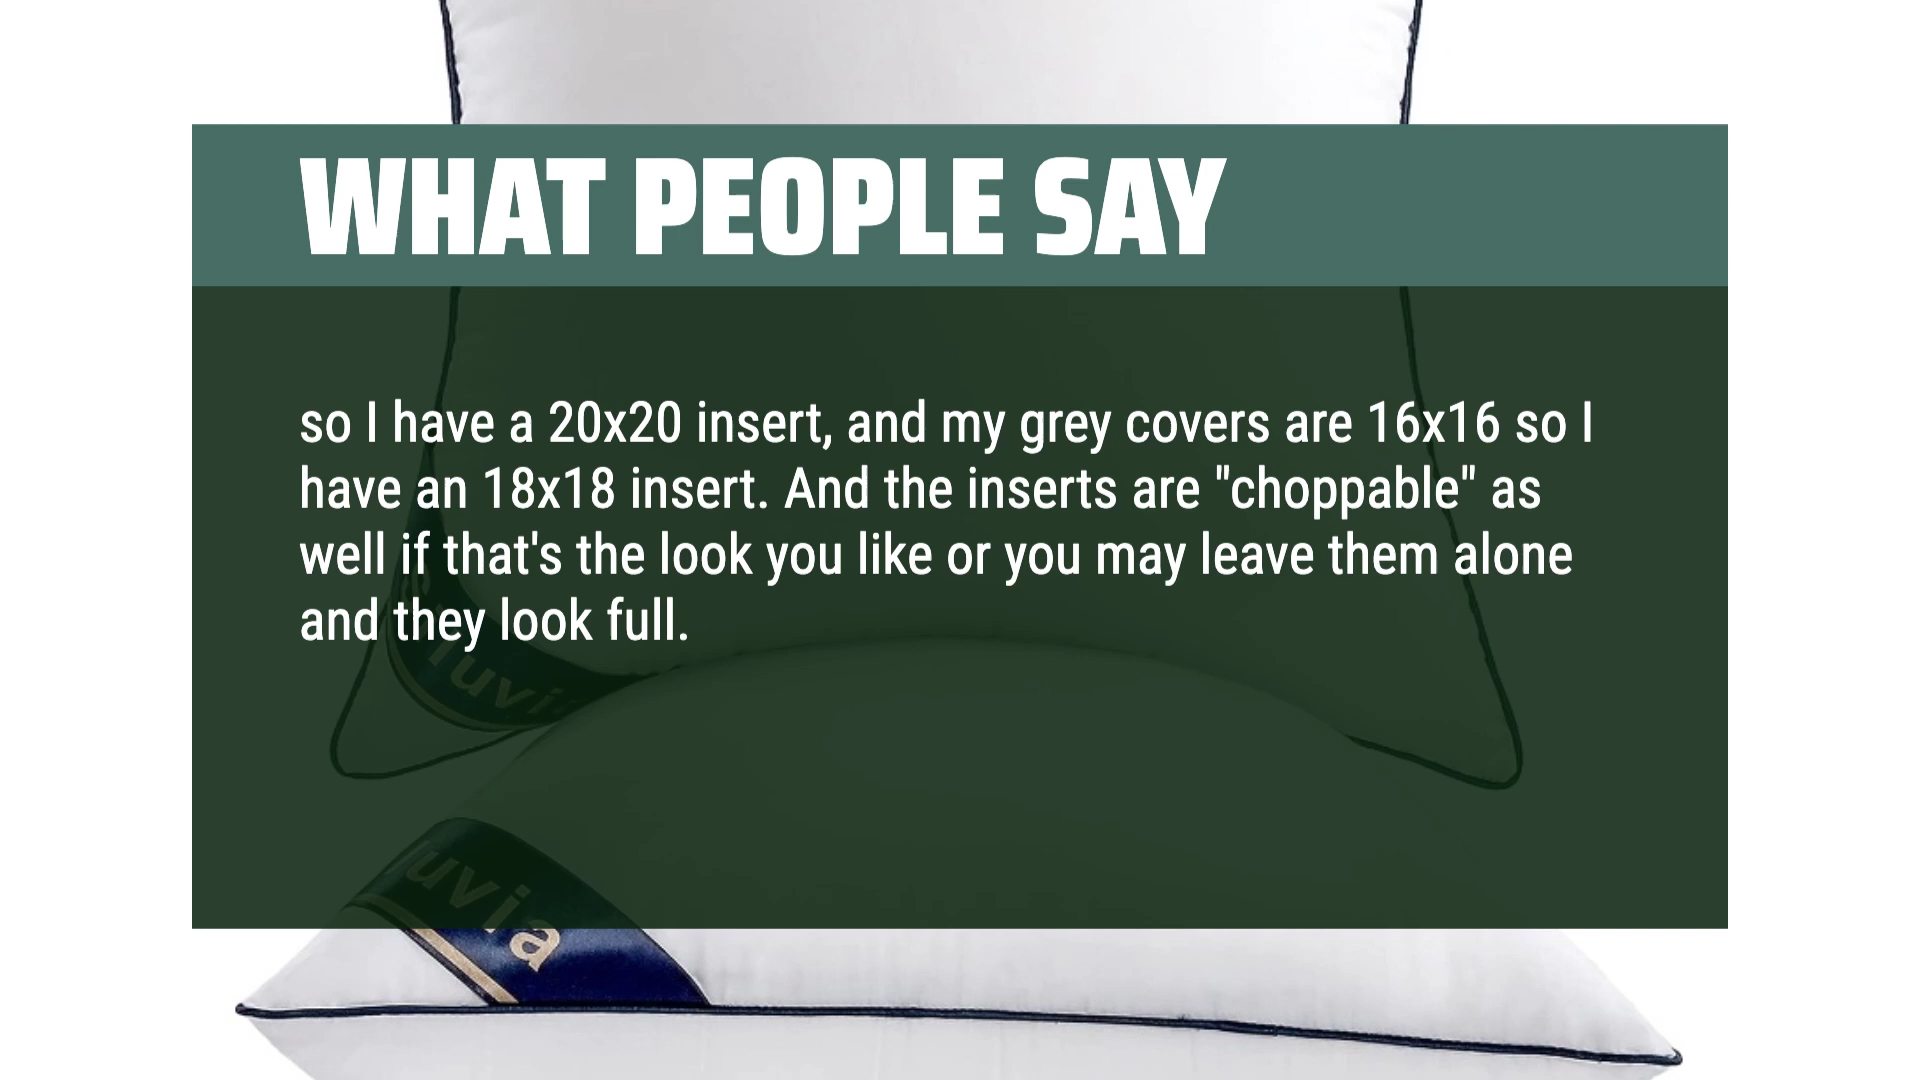 WHAT PEOPLE SAY
so I have a 20x20 insert, and my grey covers are 16x16 so I
have an 18x18 insert. And the inserts are "choppable" as
well if that's the look you like or you may leave them alone
and they look full.
luvia
uvia